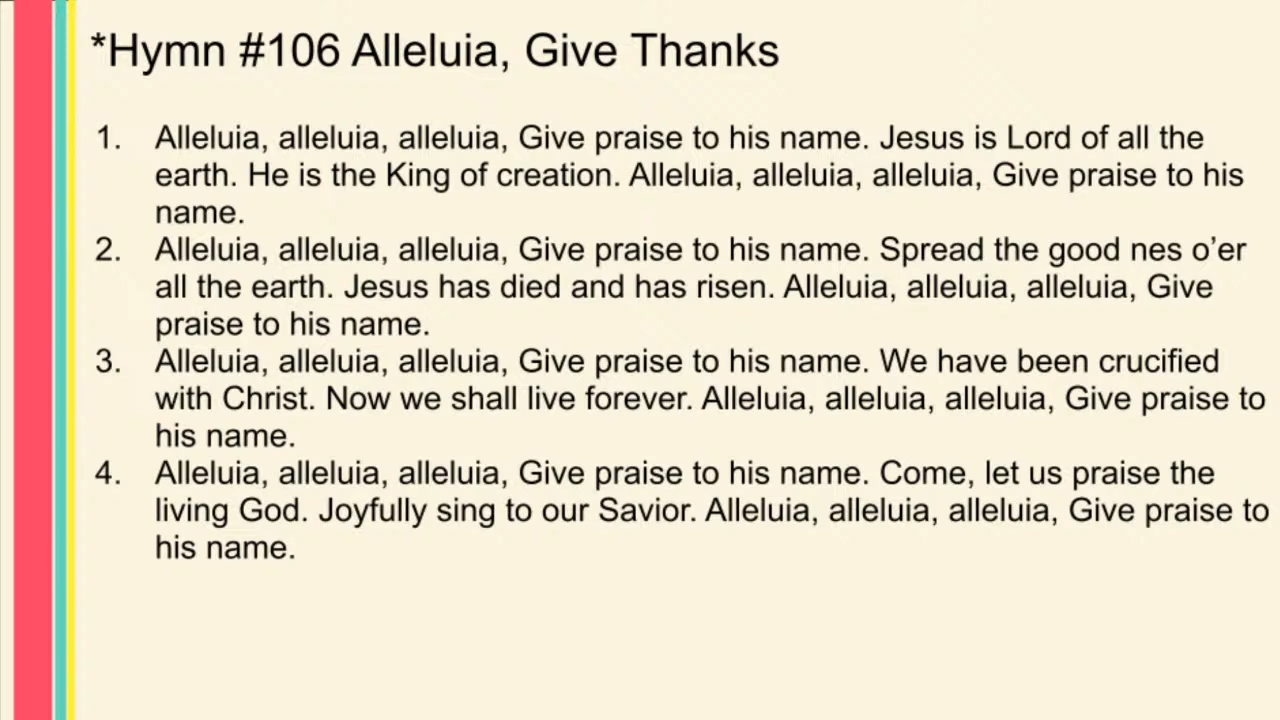 *Hymn #106 Alleluia, Give Thanks
1. Alleluia, alleluia, alleluia, Give praise to his name. Jesus is Lord of all the
earth. He is the King of creation. Alleluia, alleluia, alleluia, Give praise to his
name.
2. Alleluia, alleluia, alleluia, Give praise to his name. Spread the good nes o’er
all the earth. Jesus has died and has risen. Alleluia, alleluia, alleluia, Give
praise to his name.
3. Alleluia, alleluia, alleluia, Give praise to his name. We have been crucified
with Christ. Now we shall live forever. Alleluia, alleluia, alleluia, Give praise to
his name.
4. Alleluia, alleluia, alleluia, Give praise to his name. Come, let us praise the
living God. Joyfully sing to our Savior. Alleluia, alleluia, alleluia, Give praise to
his name.